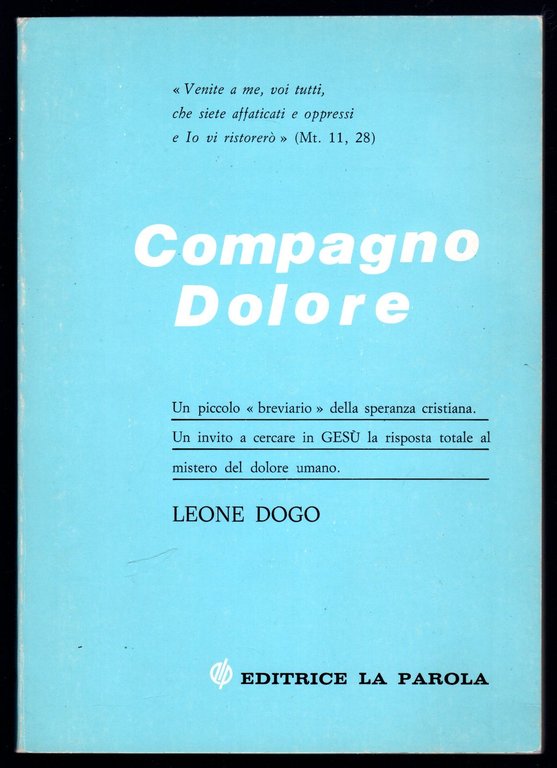 « Venite a me, voi tutti,
che siete affaticati e oppressi
e Io vi ristorerò » (Mt. 11, 28)
Compagno
Dolore
Un piccolo « breviario » della speranza cristiana.
Un invito a cercare in GESÙ la risposta totale al
mistero del dolore umano.
LEONE DOGO
alp EDITRICE LA PAROLA